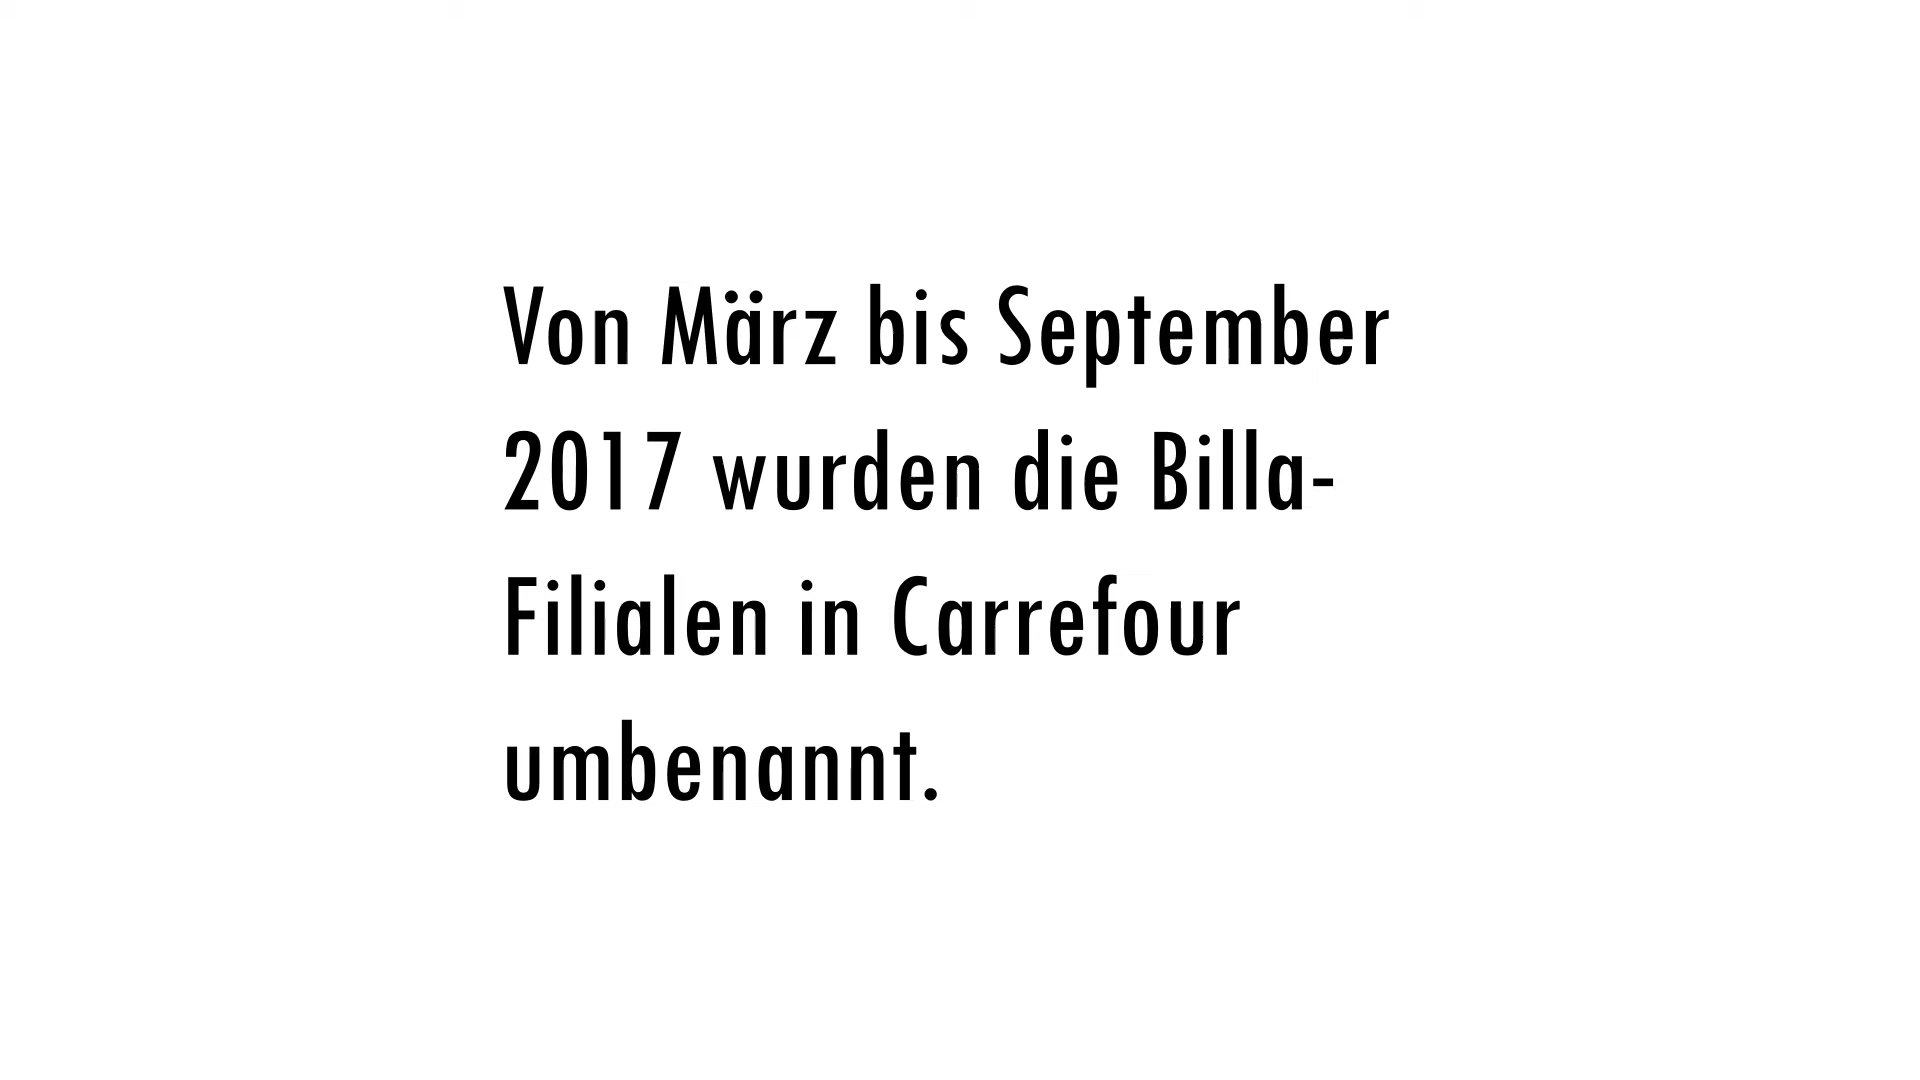 Von März bis September
2017 wurden die Billa-
Filialen in Carrefour
umbenannt.